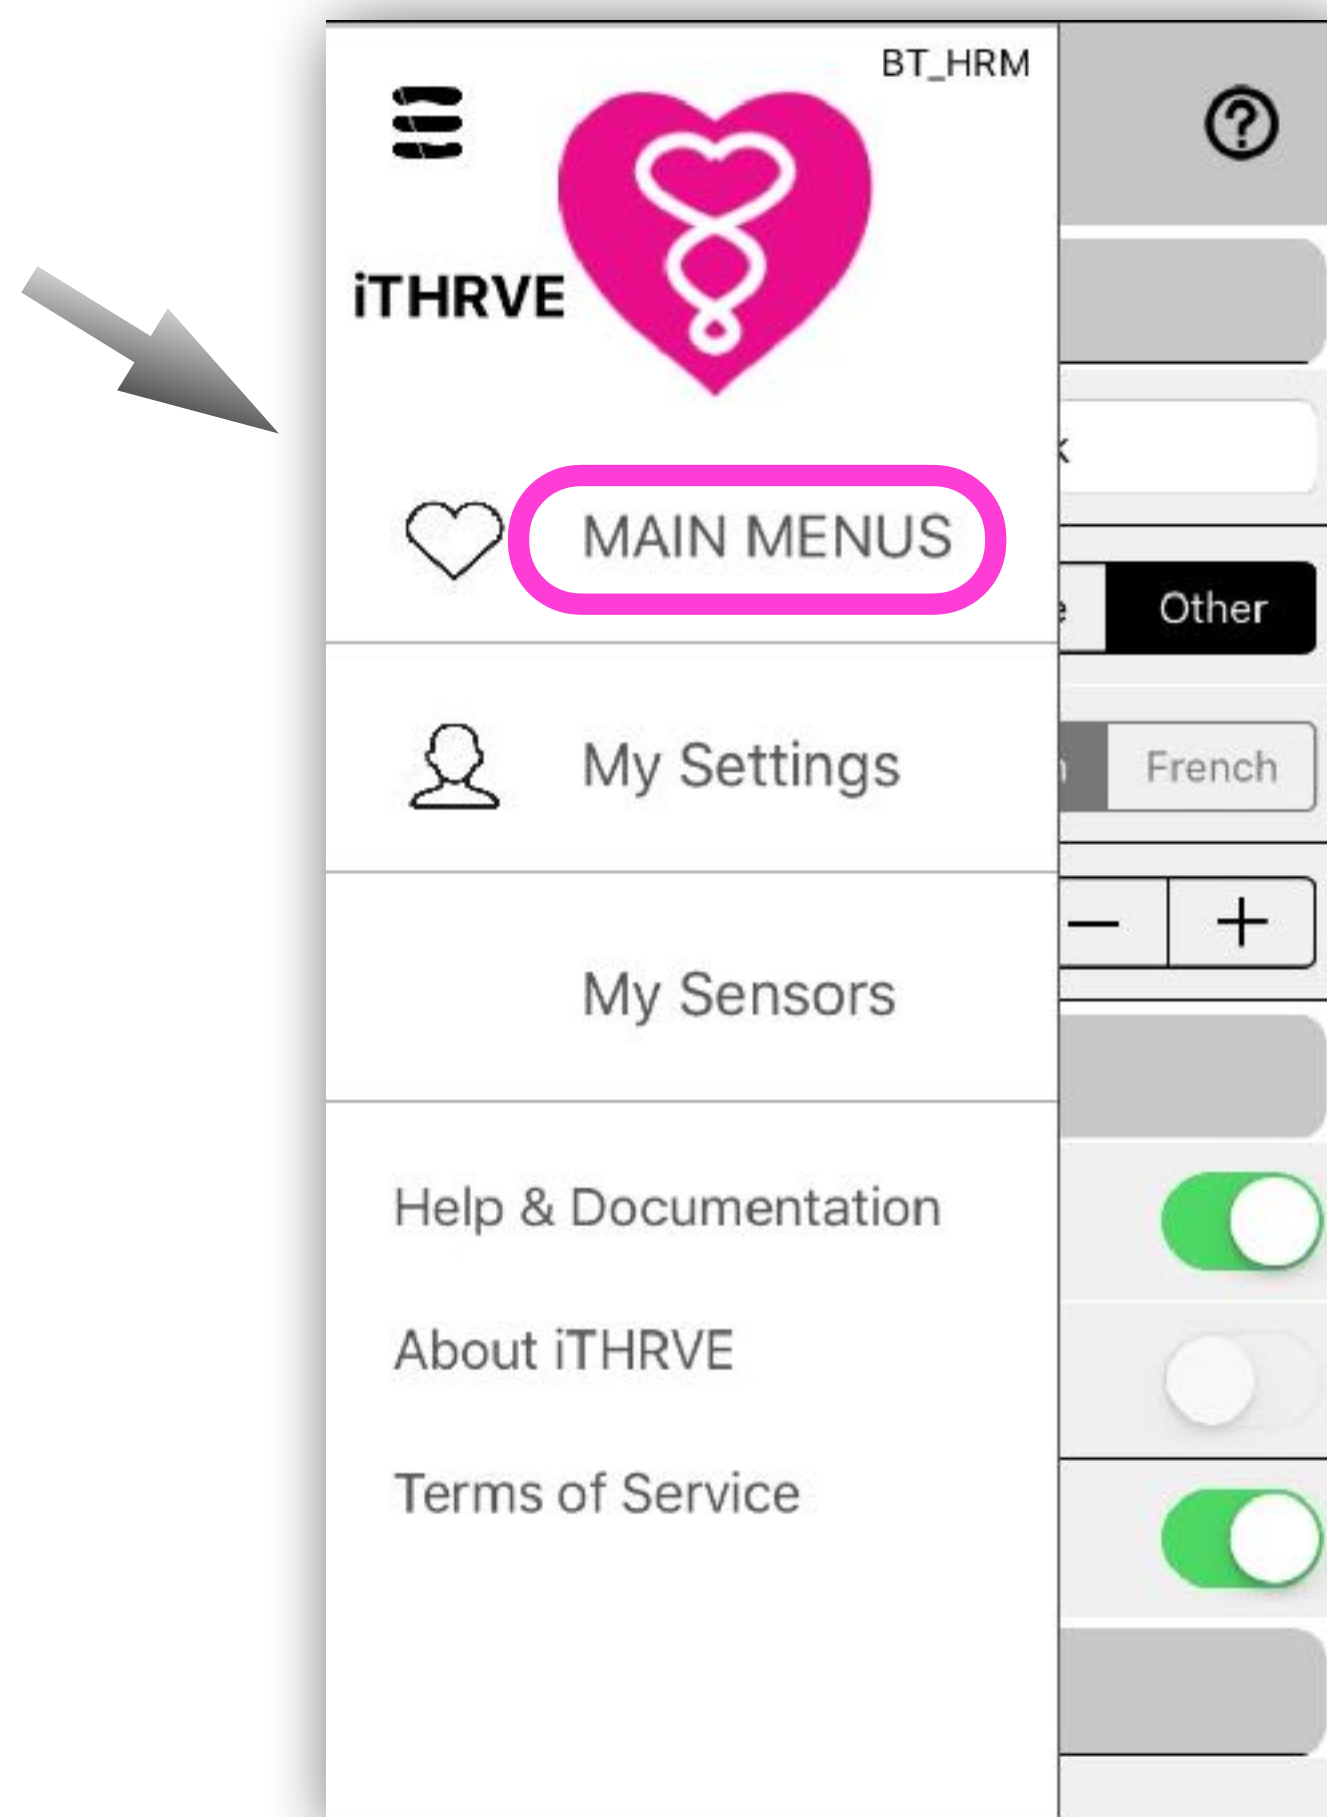 BT_HRM
iTHRVE
MAIN MENUS
Other
My Settings
French
My Sensors
Help & Documentation
About iTHRVE
Terms of Service